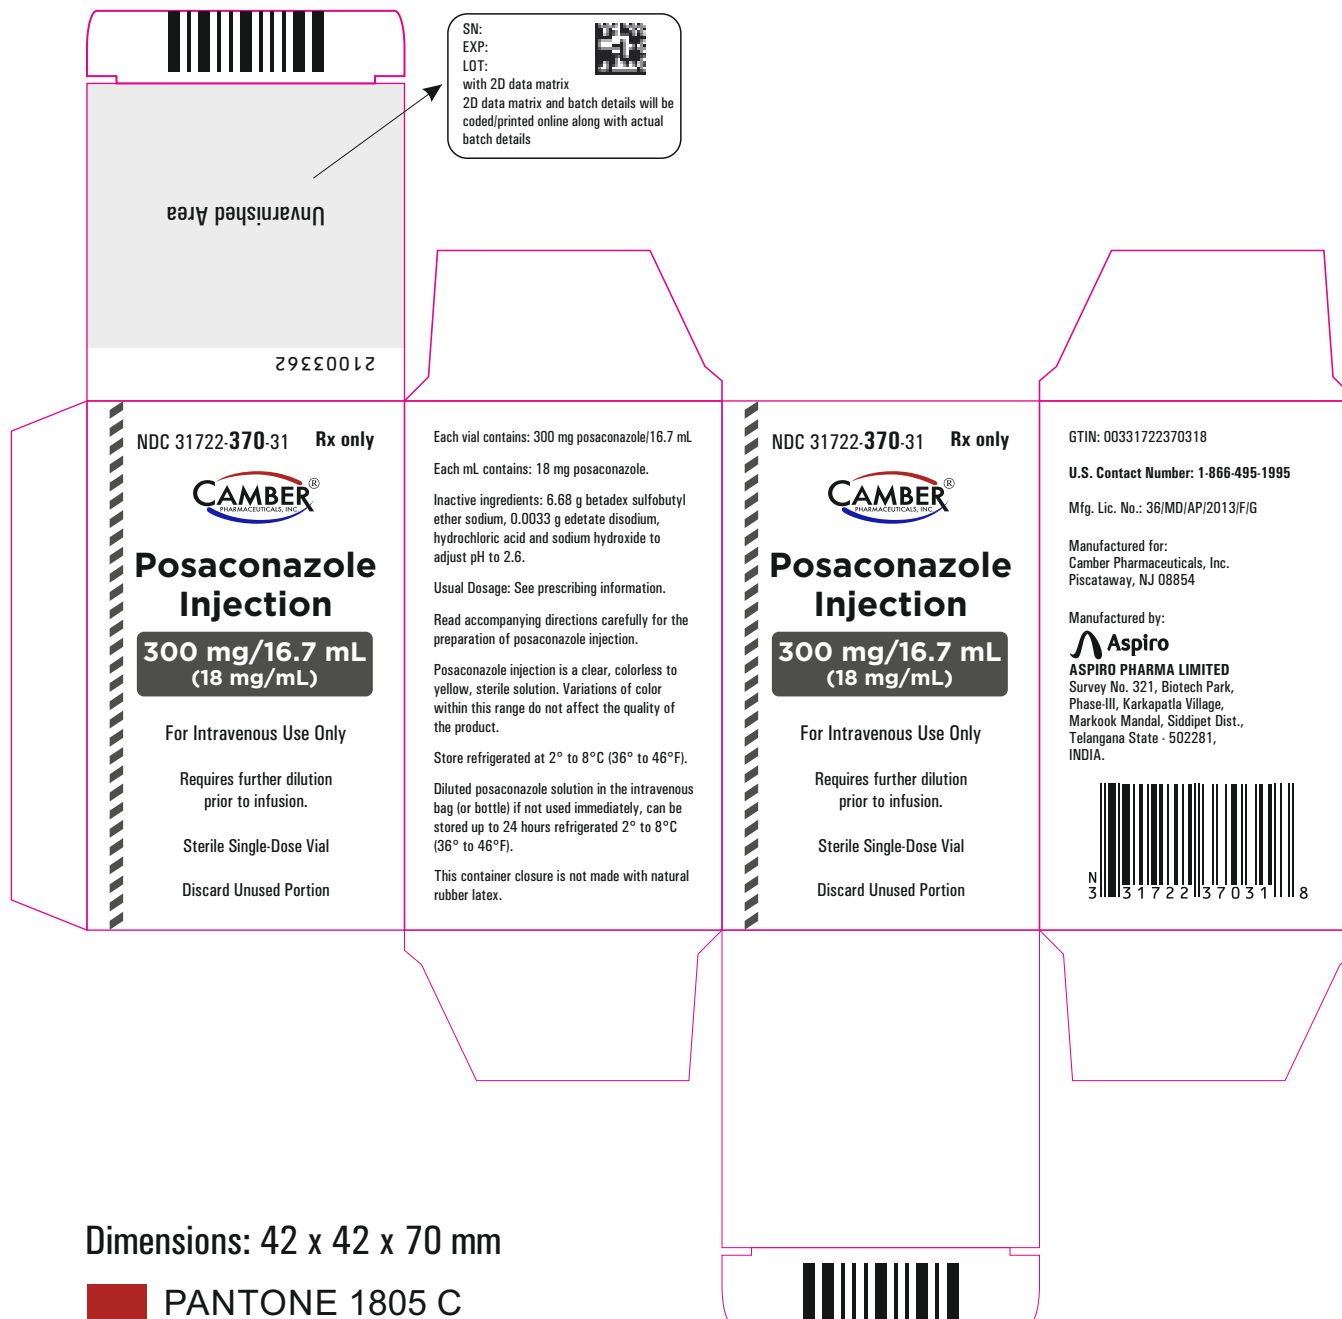 SN:
EXP:
LOT:
with 2D data matrix
2D data matrix and batch details will be
coded/printed online along with actual
batch details
Unvarnished Area
21003362
NDC 31722-370-31 Rx only
CAMBER®
PHARMACEUTICALS, INC.
Posaconazole
Injection
300 mg/16.7 mL
(18 mg/mL)
For Intravenous Use Only
Requires further dilution
prior to infusion.
Sterile Single-Dose Vial
Discard Unused Portion
Each vial contains: 300 mg posaconazole/16.7 mL
Each mL contains: 18 mg posaconazole.
Inactive ingredients: 6.68 g betadex sulfobutyl
ether sodium, 0.0033 g edetate disodium,
hydrochloric acid and sodium hydroxide to
adjust pH to 2.6.
Usual Dosage: See prescribing information.
Read accompanying directions carefully for the
preparation of posaconazole injection.
Posaconazole injection is a clear, colorless to
yellow, sterile solution. Variations of color
within this range do not affect the quality of
the product.
Store refrigerated at 2° to 8°C (36° to 46°F).
Diluted posaconazole solution in the intravenous
bag (or bottle) if not used immediately, can be
stored up to 24 hours refrigerated 2° to 8°C
(36° to 46°F).
This container closure is not made with natural
rubber latex.
NDC 31722-370-31 Rx only
CAMBER®
PHARMACEUTICALS, INC.
Posaconazole
Injection
300 mg/16.7 mL
(18 mg/mL)
For Intravenous Use Only
Requires further dilution
prior to infusion.
Sterile Single-Dose Vial
Discard Unused Portion
GTIN: 00331722370318
U.S. Contact Number: 1-866-495-1995
Mfg. Lic. No.: 36/MD/AP/2013/F/G
Manufactured for:
Camber Pharmaceuticals, Inc.
Piscataway, NJ 08854
Manufactured by:
Aspiro
ASPIRO PHARMA LIMITED
Survey No. 321, Biotech Park,
Phase-III, Karkapatla Village,
Markook Mandal, Siddipet Dist.,
Telangana State - 502281,
INDIA.
N
3 31722 37031 8
Dimensions: 42 x 42 x 70 mm
PANTONE 1805 C